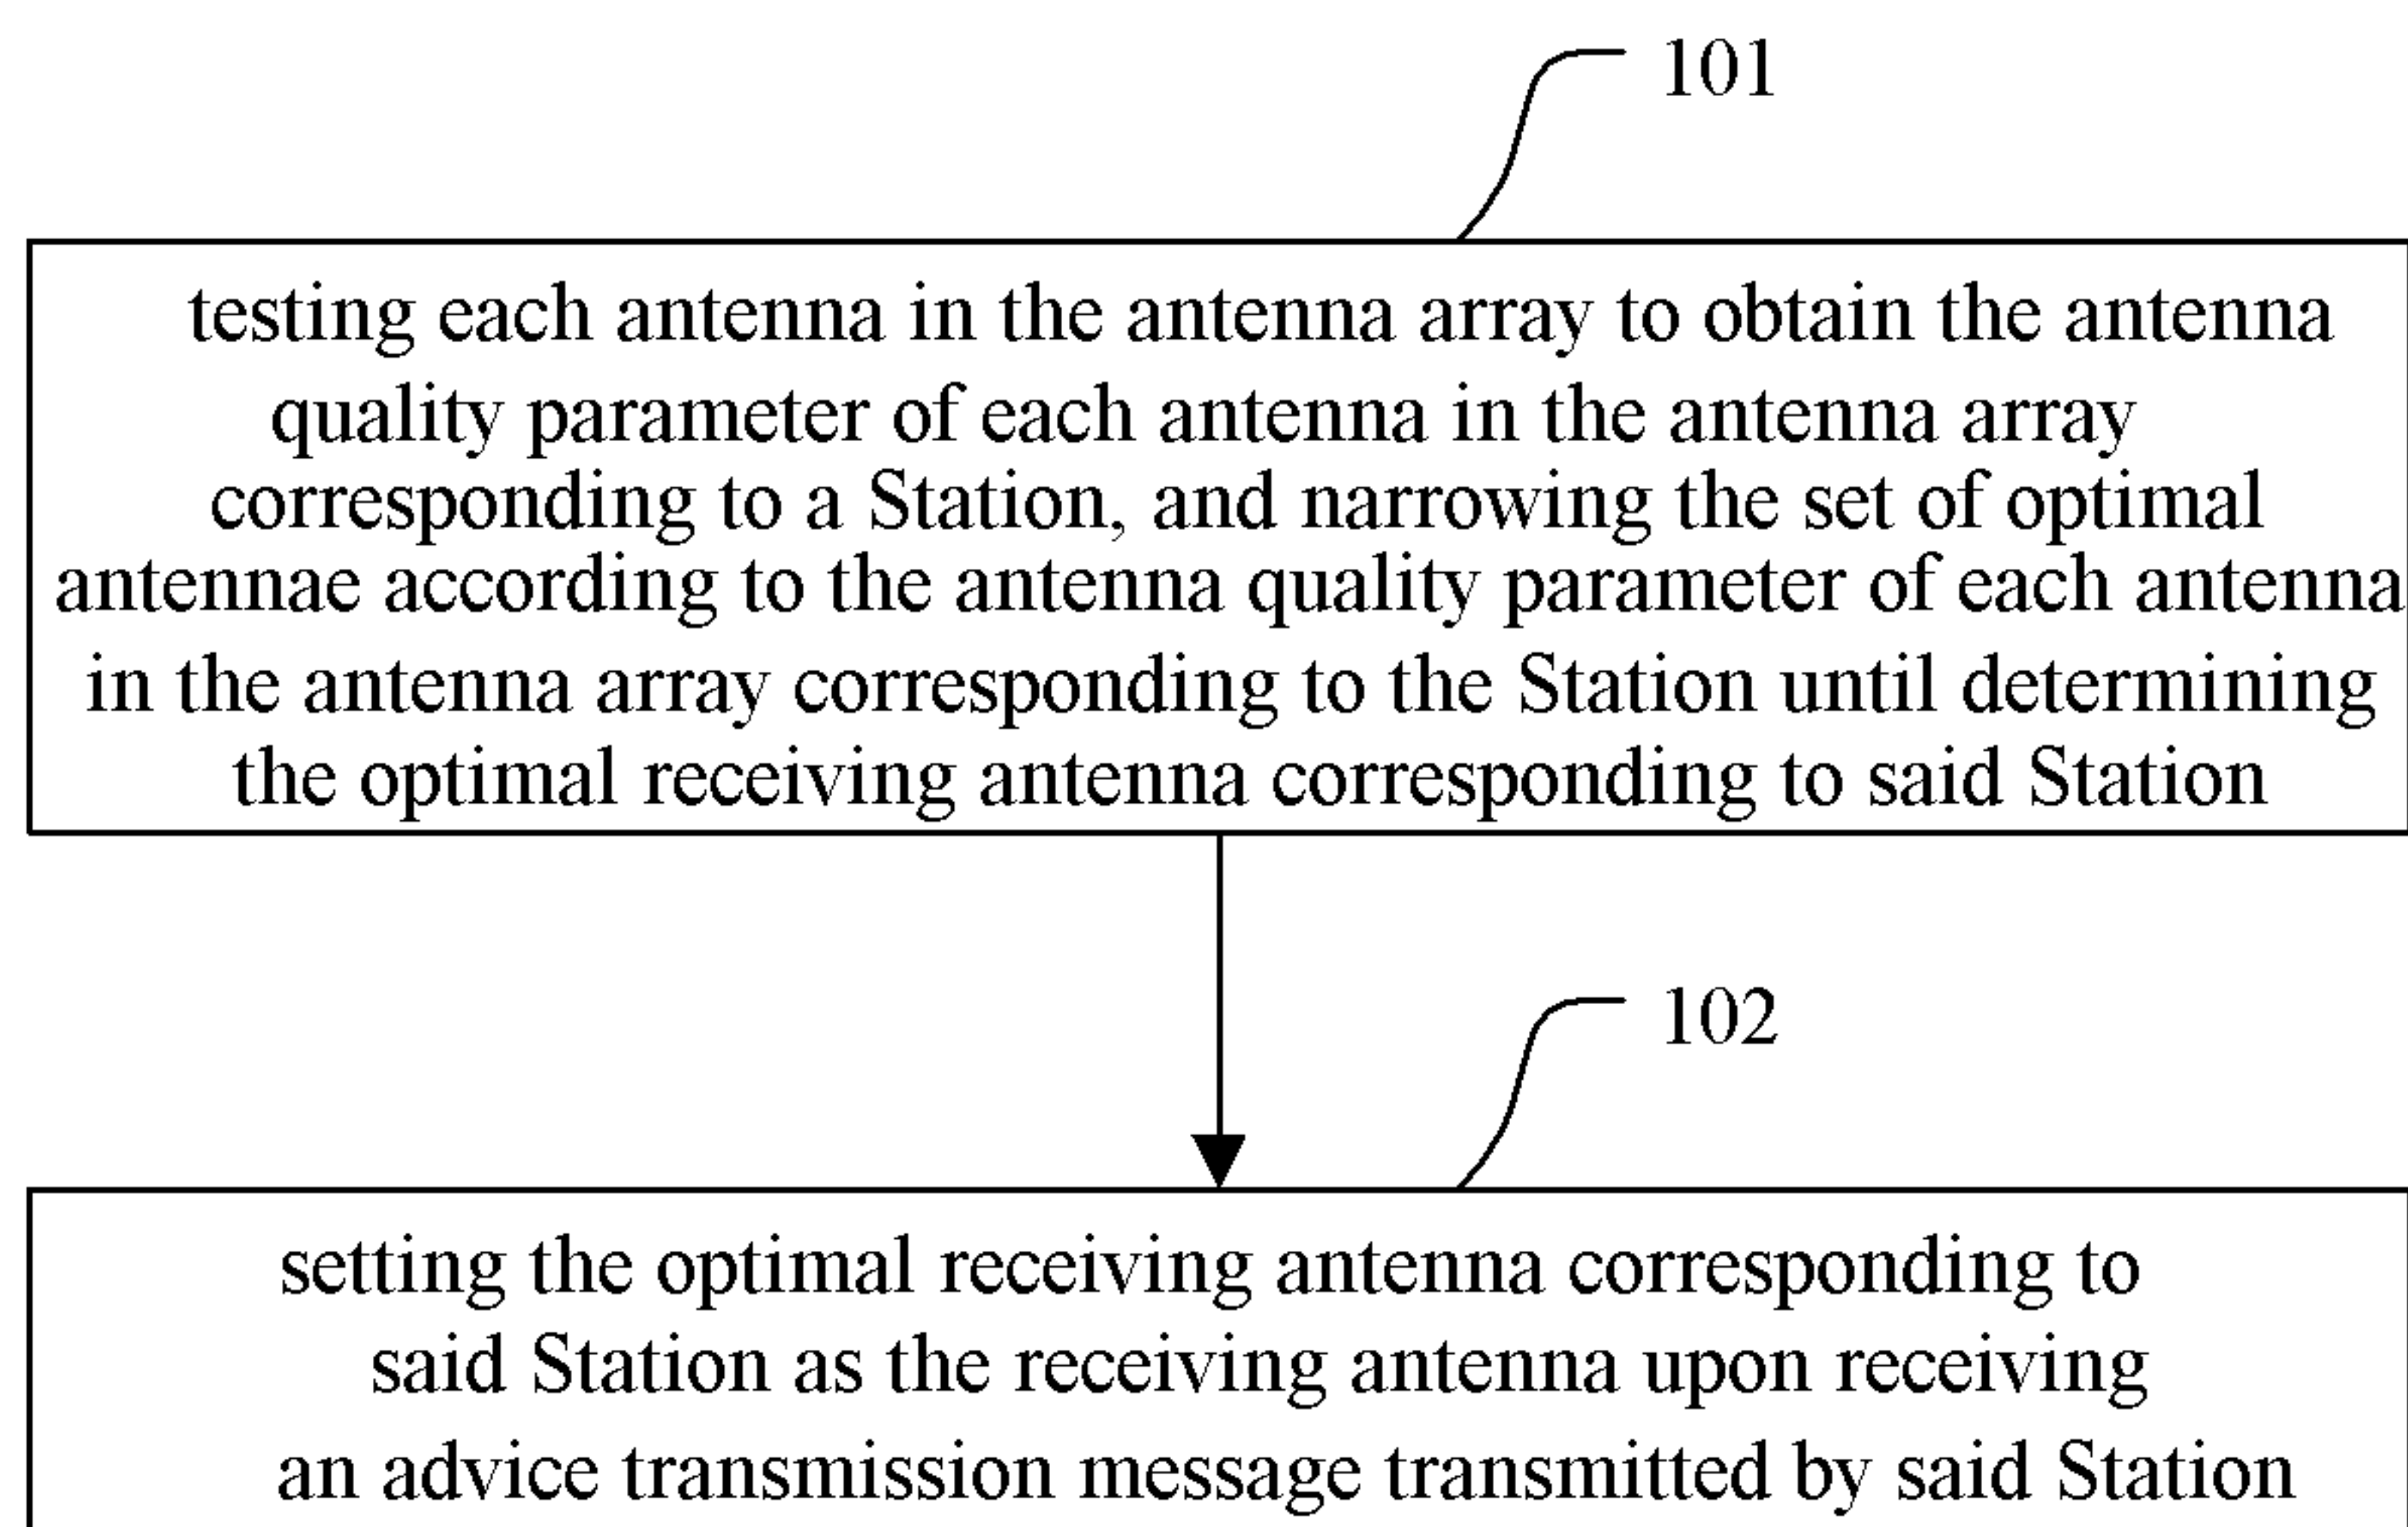 101
testing each antenna in the antenna array to obtain the antenna
quality parameter of each antenna in the antenna array
corresponding to a Station, and narrowing the set of optimal
antennae according to the antenna quality parameter of each antenna
in the antenna array corresponding to the Station until determining
the optimal receiving antenna corresponding to said Station
102
setting the optimal receiving antenna corresponding to
said Station as the receiving antenna upon receiving
an advice transmission message transmitted by said Station